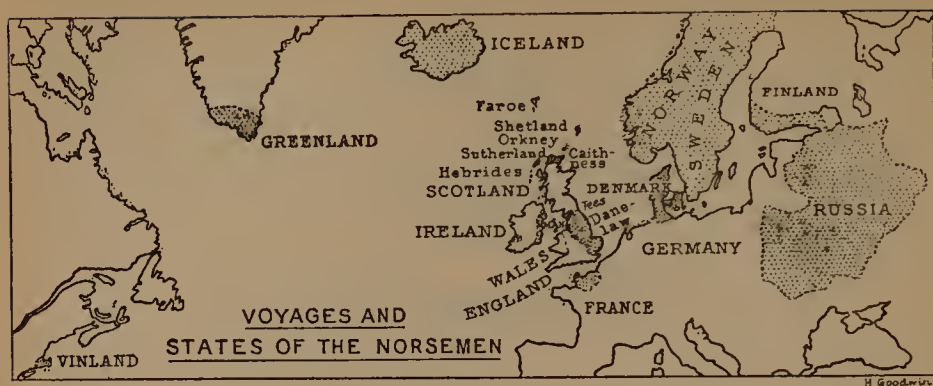 ICELAND
GREENLAND
Faroe
Shetland
Orkney
Sutherland
Caith-
ness
Hebrides
SCOTLAND
NORWAY
SWEDEN
FINLAND
DENMARK
Tees
Dane-
law
IRELAND
RUSSIA
GERMANY
WALES
ENGLAND
FRANCE
VINLAND
VOYAGES AND
STATES OF THE NORSEMEN
H Goodwin